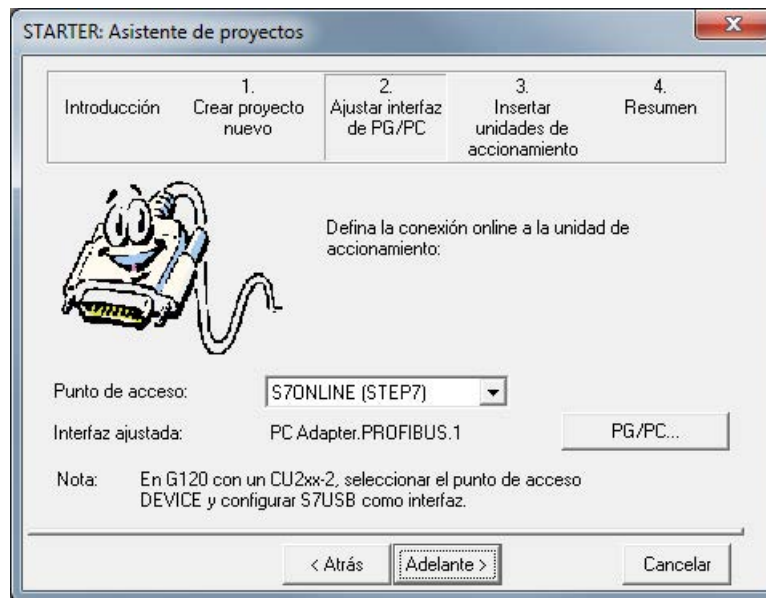 STARTER: Asistente de proyectos
Introducción
1.
Crear proyecto
nuevo
2.
Ajustar interfaz
de PG/PC
3.
Insertar
unidades de
accionamiento
4.
Resumen
Defina la conexión online a la unidad de
accionamiento:
Punto de acceso: S7ONLINE (STEP7)
Interfaz ajustada: PC Adapter.PROFIBUS.1 PG/PC...
Nota: En G120 con un CU2xx-2, seleccionar el punto de acceso
DEVICE y configurar S7USB como interfaz.
< Atrás Adelante > Cancelar